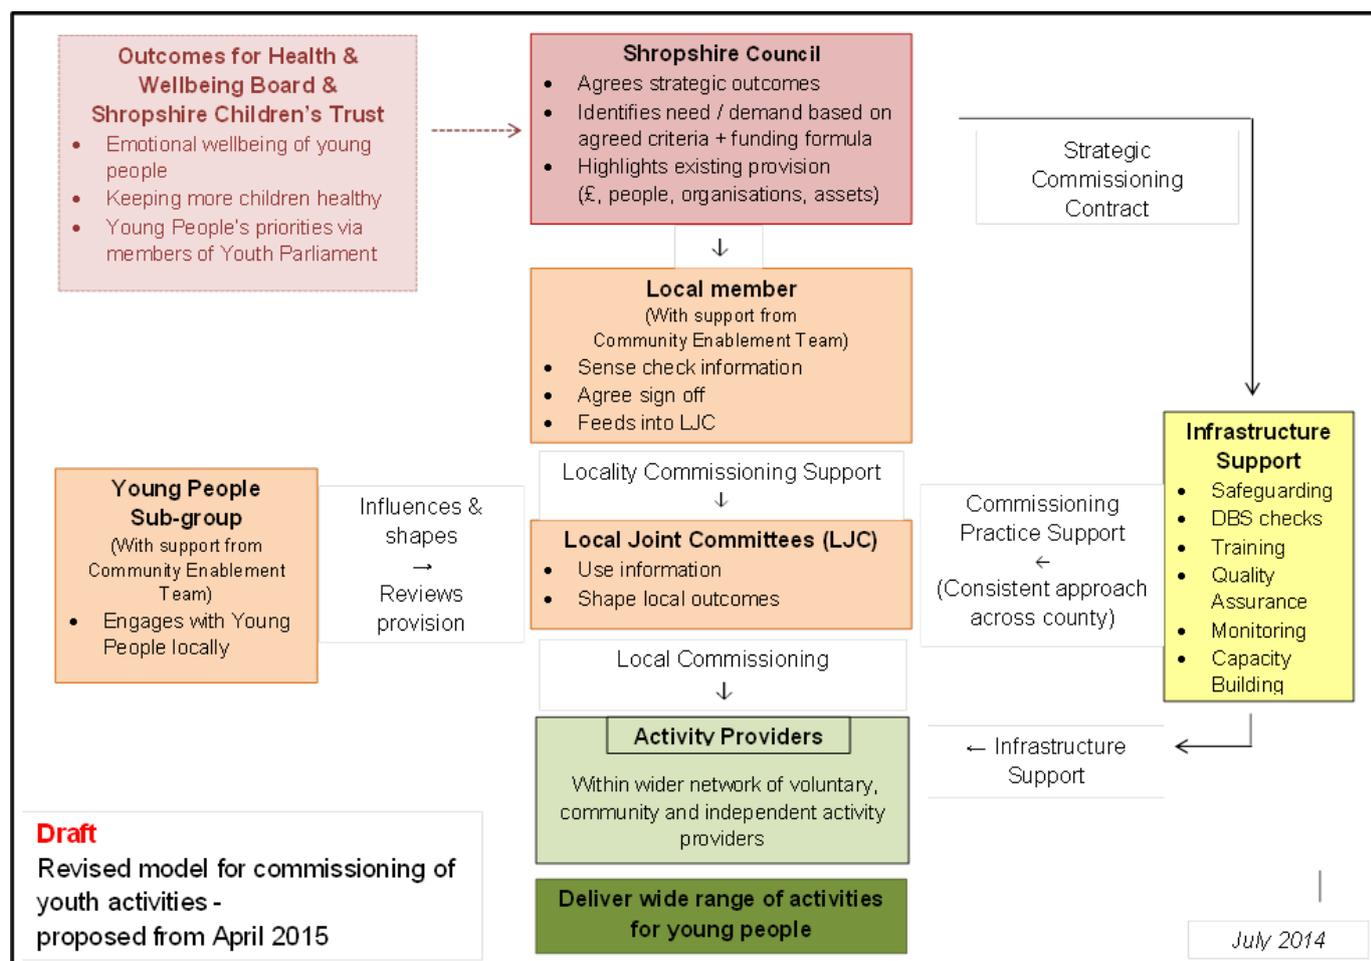 Outcomes for Health &
Wellbeing Board &
Shropshire Children's Trust
• Emotional wellbeing of young
people
• Keeping more children healthy
• Young People's priorities via
members of Youth Parliament
Shropshire Council
• Agrees strategic outcomes
• Identifies need / demand based on
agreed criteria + funding formula
• Highlights existing provision
(£, people, organisations, assets)
Strategic
Commissioning
Contract
↓
Local member
(With support from
Community Enablement Team)
• Sense check information
• Agree sign off
• Feeds into LJC
Infrastructure
Support
• Safeguarding
• DBS checks
• Training
• Quality
Assurance
• Monitoring
• Capacity
Building
Locality Commissioning Support
↓
Young People
Sub-group
(With support from
Community Enablement
Team)
• Engages with Young
People locally
Influences &
shapes
→
Reviews
provision
Local Joint Committees (LJC)
• Use information
• Shape local outcomes
Commissioning
Practice Support
←
(Consistent approach
across county)
Local Commissioning
↓
Activity Providers
Within wider network of voluntary,
community and independent activity
providers
← Infrastructure
Support
Deliver wide range of activities
for young people
Draft
Revised model for commissioning of
youth activities -
proposed from April 2015
July 2014